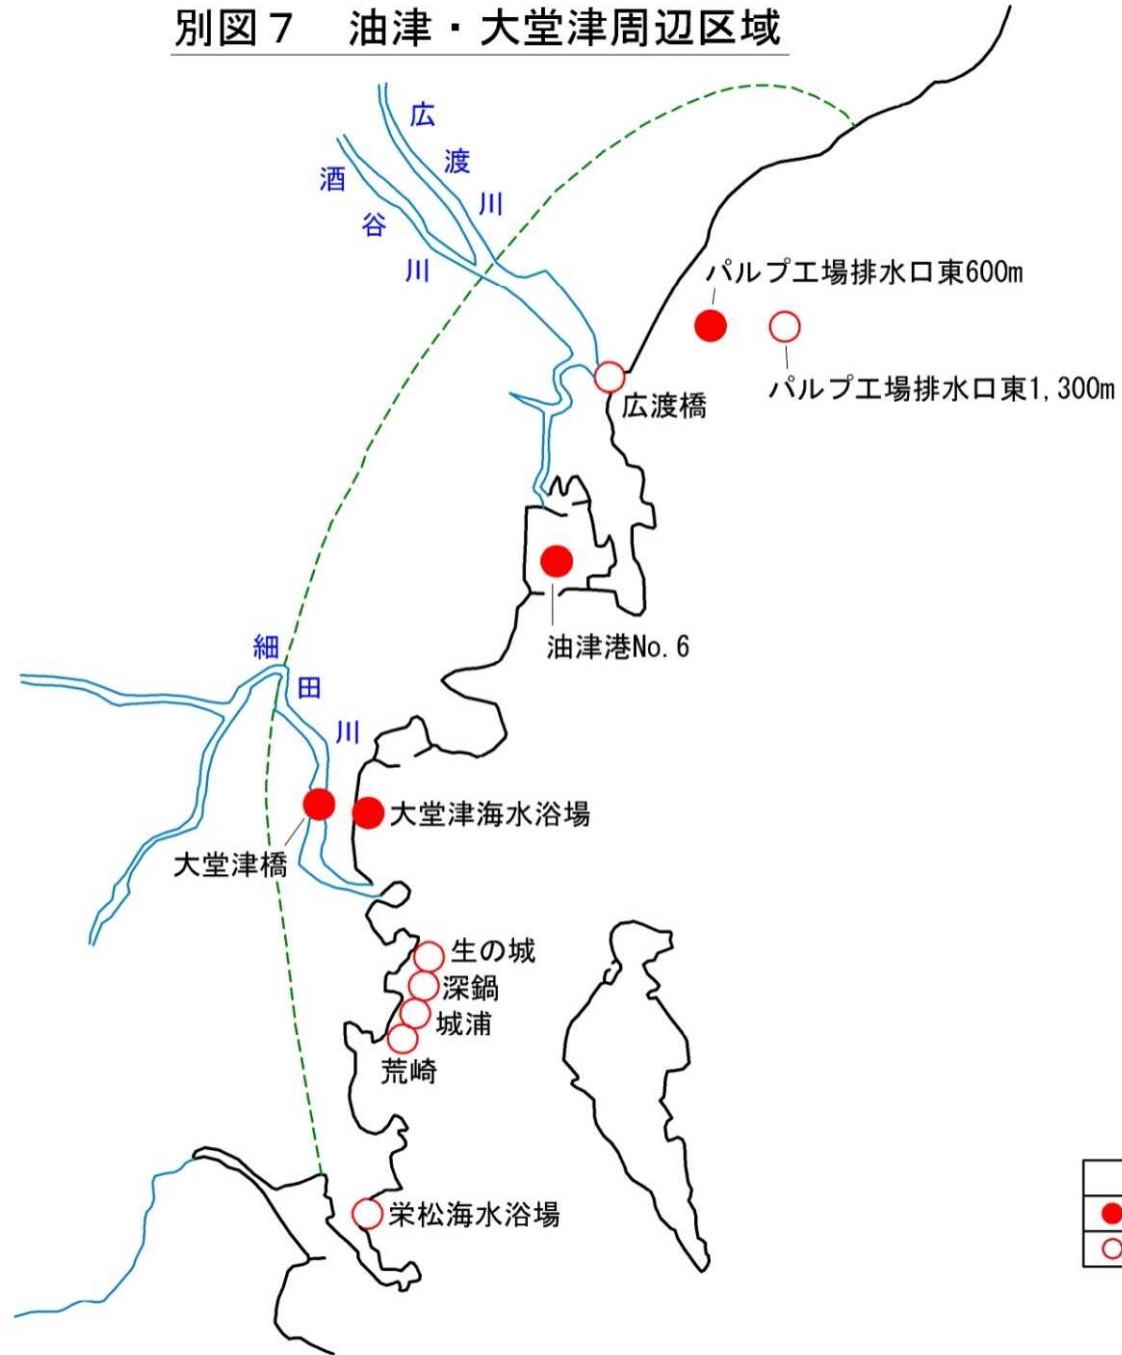 別図７　油津・大堂津周辺区域
広渡川
酒谷川
パルプ工場排水口東600m
パルプ工場排水口東1,300m
広渡橋
油津港No.6
細田川
大堂津海水浴場
大堂津橋
生の城
深鍋
城浦
荒崎
栄松海水浴場